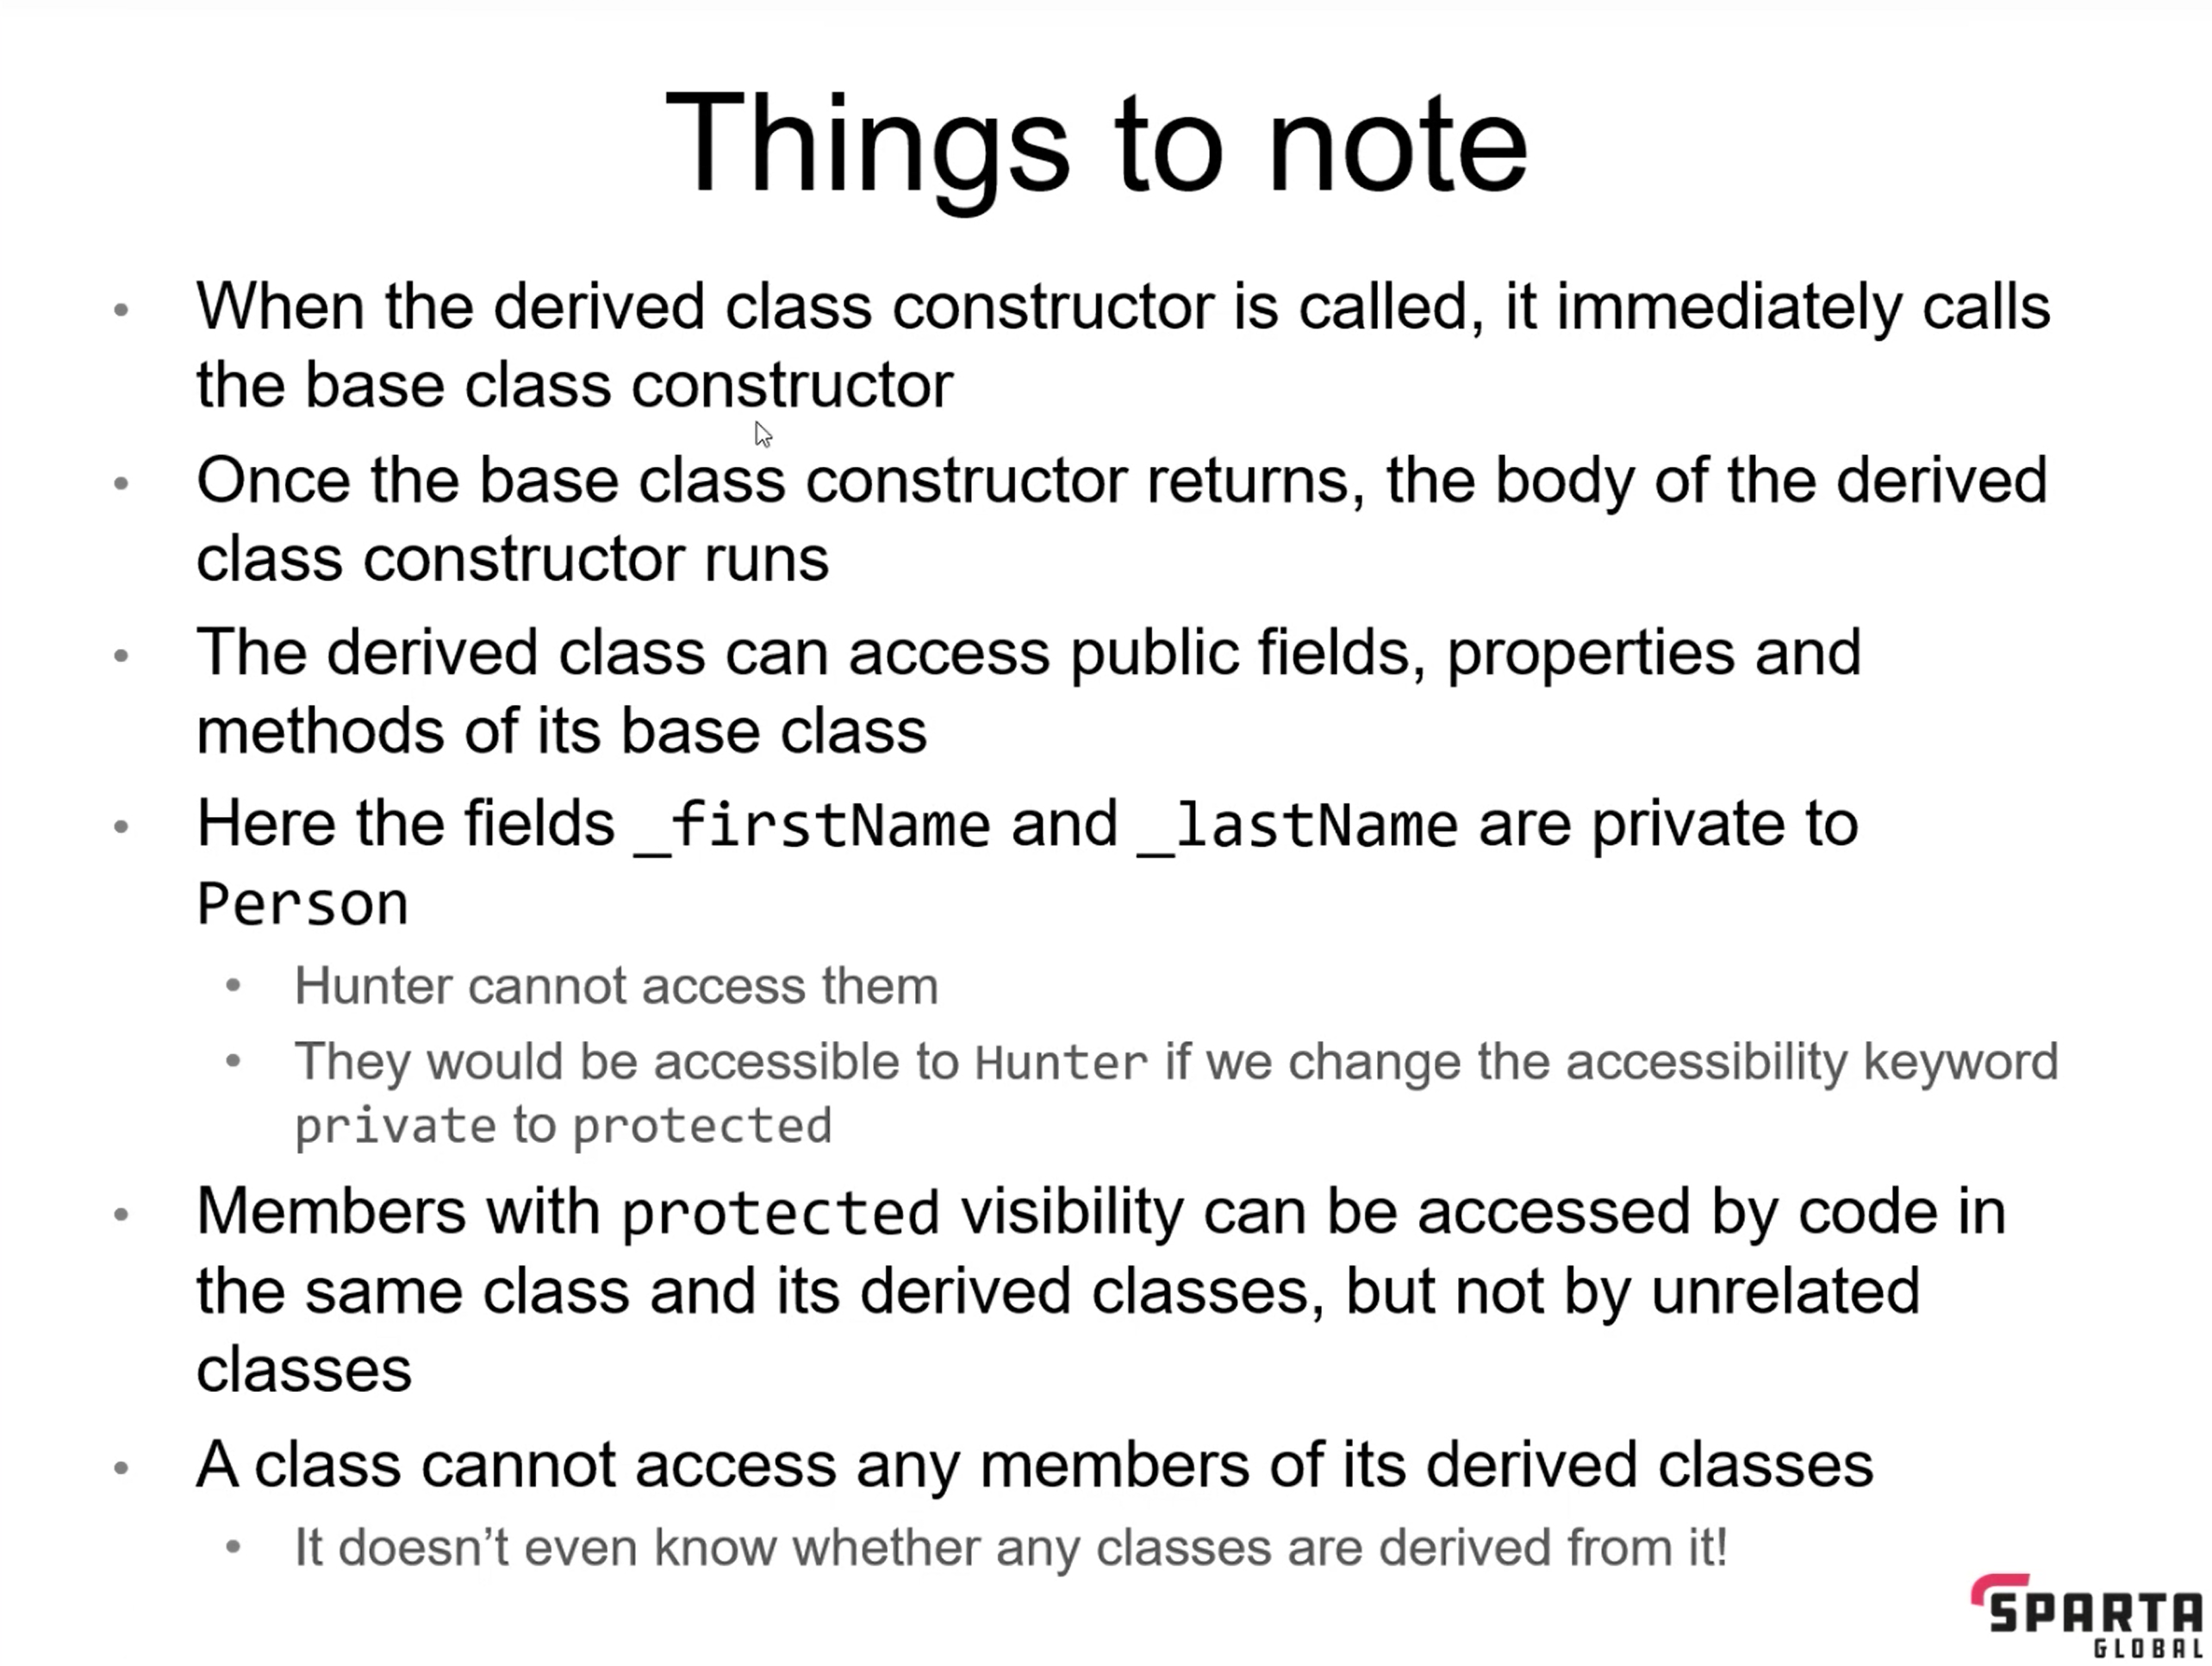 Things to note
When the derived class constructor is called, it immediately calls
the base class constructor
Once the base class constructor returns, the body of the derived
class constructor runs
The derived class can access public fields, properties and
methods of its base class
Here the fields _firstName and _lastName are private to
Person
Hunter cannot access them
They would be accessible to Hunter if we change the accessibility keyword
private to protected
Members with protected visibility can be accessed by code in
the same class and its derived classes, but not by unrelated
classes
A class cannot access any members of its derived classes
It doesn’t even know whether any classes are derived from it!
SPARTA
GLOBAL